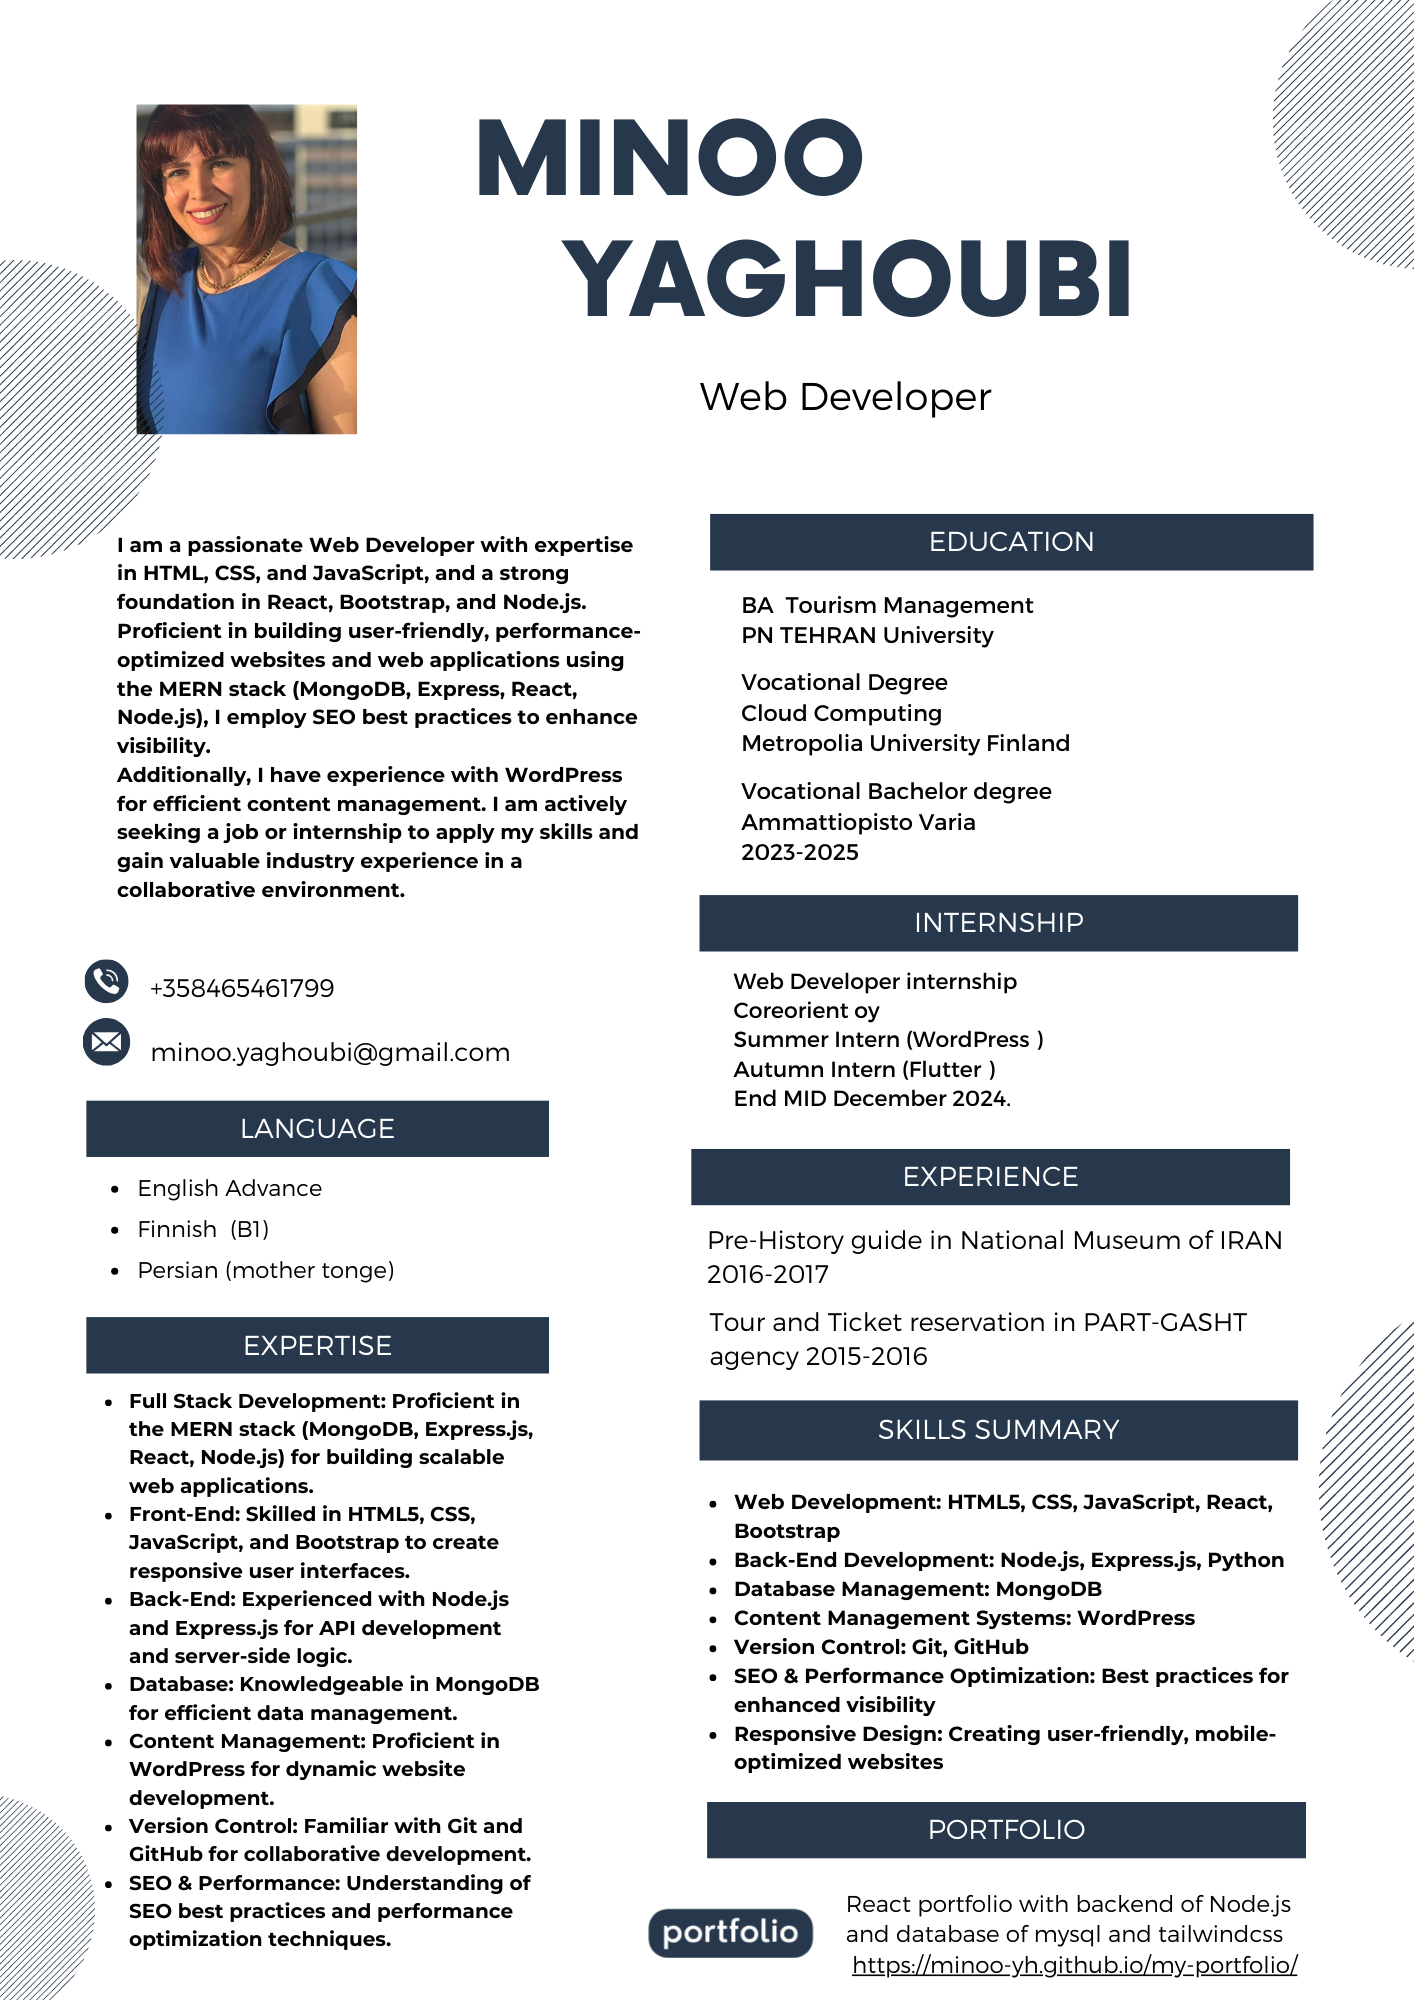 MINOO
YAGHOUBI
Web Developer
I am a passionate Web Developer with expertise
in HTML, CSS, and JavaScript, and a strong
foundation in React, Bootstrap, and Node.js.
Proficient in building user-friendly, performance-
optimized websites and web applications using
the MERN stack (MongoDB, Express, React,
Node.js), I employ SEO best practices to enhance
visibility.
Additionally, I have experience with WordPress
for efficient content management. I am actively
seeking a job or internship to apply my skills and
gain valuable industry experience in a
collaborative environment.
+358465461799
minoo.yaghoubi@gmail.com
LANGUAGE
• English Advance
• Finnish (B1)
• Persian (mother tonge)
EXPERTISE
• Full Stack Development: Proficient in
the MERN stack (MongoDB, Express.js,
React, Node.js) for building scalable
web applications.
• Front-End: Skilled in HTML5, CSS,
JavaScript, and Bootstrap to create
responsive user interfaces.
• Back-End: Experienced with Node.js
and Express.js for API development
and server-side logic.
• Database: Knowledgeable in MongoDB
for efficient data management.
• Content Management: Proficient in
WordPress for dynamic website
development.
• Version Control: Familiar with Git and
GitHub for collaborative development.
• SEO & Performance: Understanding of
SEO best practices and performance
optimization techniques.
EDUCATION
BA Tourism Management
PN TEHRAN University
Vocational Degree
Cloud Computing
Metropolia University Finland
Vocational Bachelor degree
Ammattiopisto Varia
2023-2025
INTERNSHIP
Web Developer internship
Coreorient oy
Summer Intern (WordPress )
Autumn Intern (Flutter )
End MID December 2024.
EXPERIENCE
Pre-History guide in National Museum of IRAN
2016-2017
Tour and Ticket reservation in PART-GASHT
agency 2015-2016
SKILLS SUMMARY
• Web Development: HTML5, CSS, JavaScript, React,
Bootstrap
• Back-End Development: Node.js, Express.js, Python
• Database Management: MongoDB
• Content Management Systems: WordPress
• Version Control: Git, GitHub
• SEO & Performance Optimization: Best practices for
enhanced visibility
• Responsive Design: Creating user-friendly, mobile-
optimized websites
PORTFOLIO
portfolio
React portfolio with backend of Node.js
and database of mysql and tailwindcss
https://minoo-yh.github.io/my-portfolio/